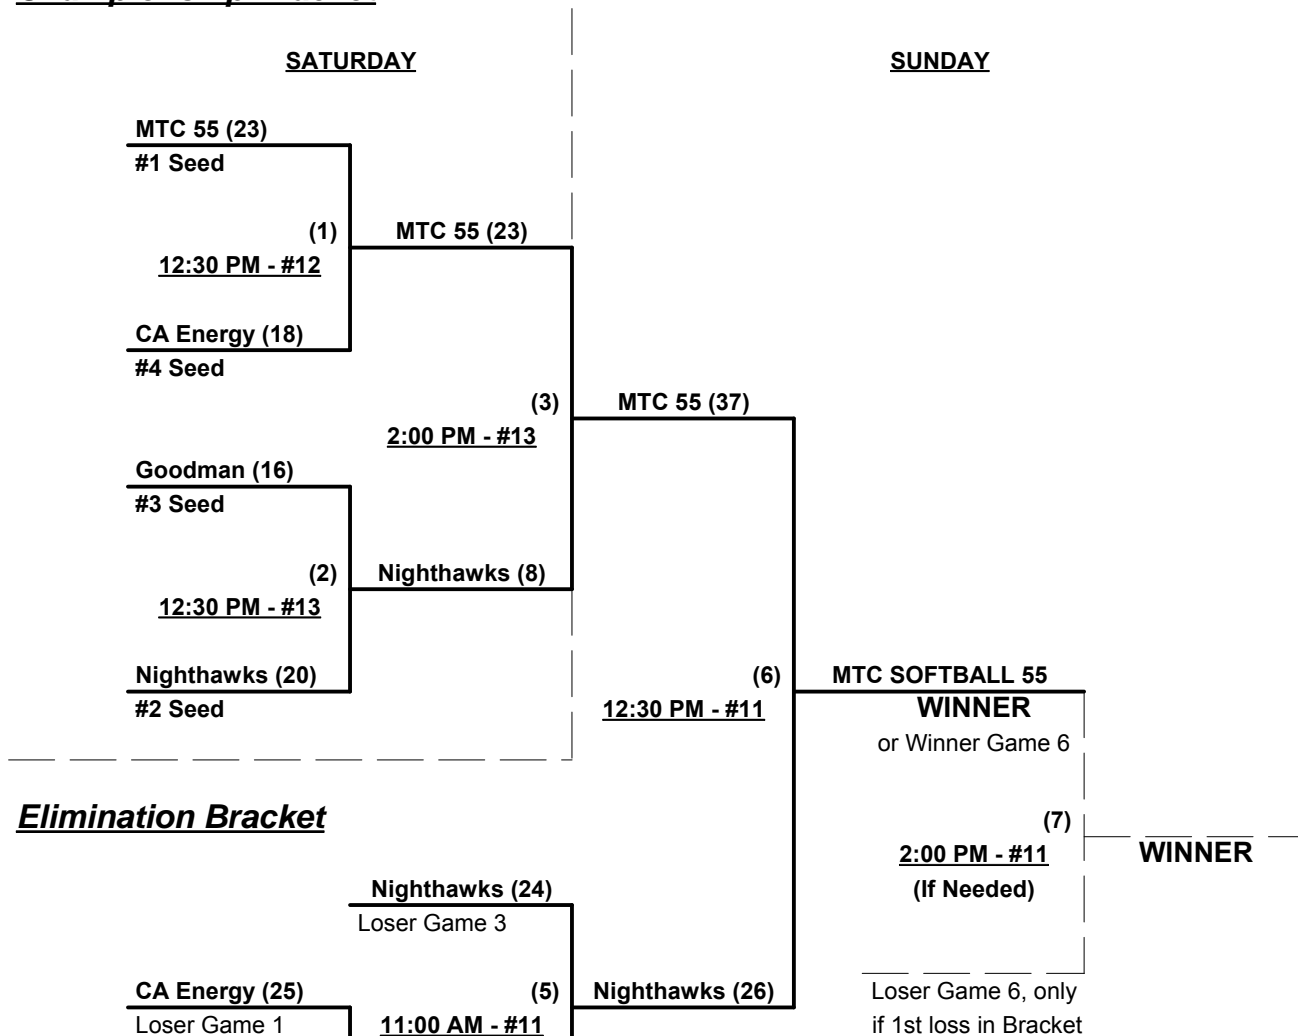 SATURDAY
SUNDAY
MTC 55 (23)
#1 Seed
(1)
MTC 55 (23)
12:30 PM - #12
CA Energy (18)
#4 Seed
(3)
MTC 55 (37)
2:00 PM - #13
Goodman (16)
#3 Seed
(2)
Nighthawks (8)
12:30 PM - #13
Nighthawks (20)
#2 Seed
(6)
MTC SOFTBALL 55
12:30 PM - #11
WINNER
or Winner Game 6
Elimination Bracket
(7)
2:00 PM - #11
WINNER
(If Needed)
Nighthawks (24)
Loser Game 3
CA Energy (25)
(5)
Nighthawks (26)
Loser Game 6, only
Loser Game 1
11:00 AM - #11
if 1st loss in Bracket